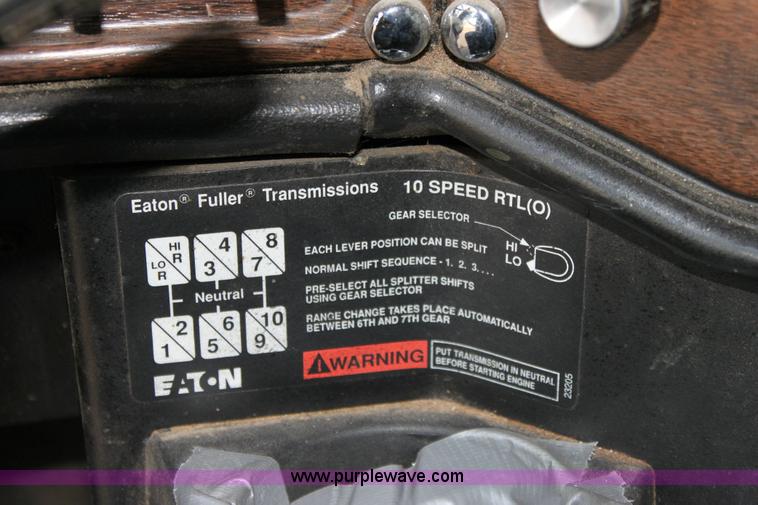 Eaton® Fuller® Transmissions 10 SPEED RTL(O)
GEAR SELECTOR
HI
LO
HI
R
LO
R
4
3
8
7
Neutral
2
1
6
5
10
9
EATON
EACH LEVER POSITION CAN BE SPLIT
NORMAL SHIFT SEQUENCE - 1, 2, 3, . . .
PRE-SELECT ALL SPLITTER SHIFTS
USING GEAR SELECTOR
RANGE CHANGE TAKES PLACE AUTOMATICALLY
BETWEEN 6TH AND 7TH GEAR
WARNING
PUT TRANSMISSION IN NEUTRAL
BEFORE STARTING ENGINE
23205
www.purplewave.com